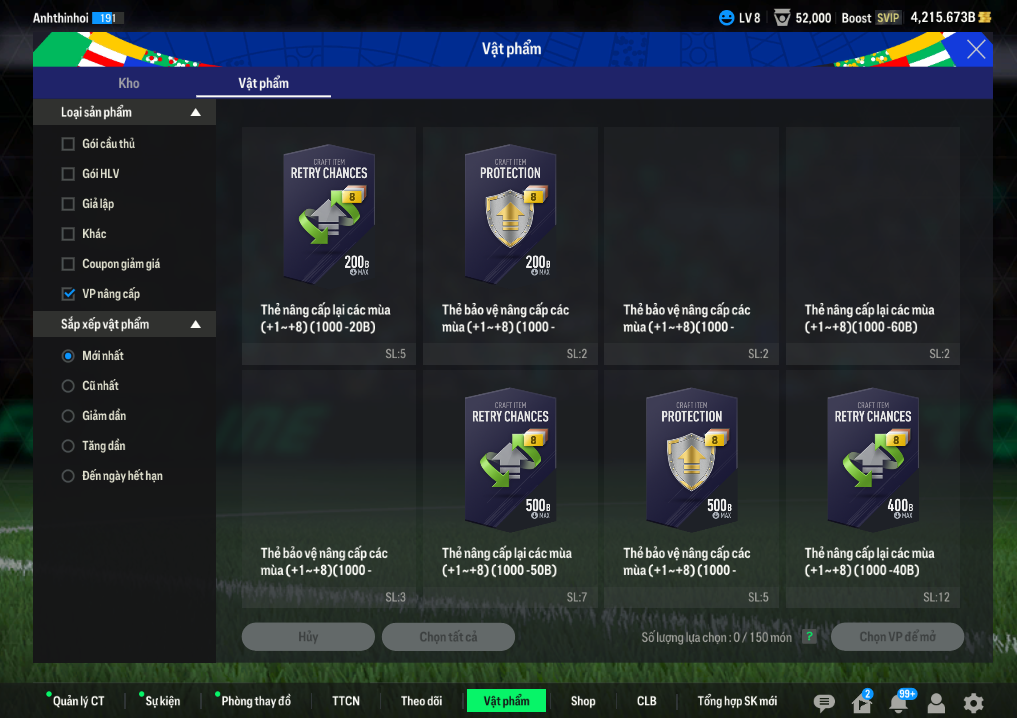 Anhthinhoi 191
LV 8 52,000 Boost SVIP 4,215.673B
Vật phẩm
Kho Vật phẩm
Loại sản phẩm
Gói cầu thủ
Gói HLV
Giả lập
Khác
Coupon giảm giá
VP nâng cấp
Sắp xếp vật phẩm
Mới nhất
Cũ nhất
Giảm dần
Tăng dần
Đến ngày hết hạn
CRAFT ITEM
RETRY CHANCES
8
200B
MAX
Thẻ nâng cấp lại các mùa
(+1~+8) (1000 -20B)
SL:5
CRAFT ITEM
PROTECTION
8
200B
MAX
Thẻ bảo vệ nâng cấp các
mùa (+1~+8) (1000 -
SL:2
Thẻ bảo vệ nâng cấp các
mùa (+1~+8)(1000 -
SL:2
Thẻ nâng cấp lại các mùa
(+1~+8)(1000 -60B)
SL:2
Thẻ bảo vệ nâng cấp các
mùa (+1~+8)(1000 -
SL:3
CRAFT ITEM
RETRY CHANCES
8
500B
MAX
Thẻ nâng cấp lại các mùa
(+1~+8) (1000 -50B)
SL:7
CRAFT ITEM
PROTECTION
8
500B
MAX
Thẻ bảo vệ nâng cấp các
mùa (+1~+8) (1000 -
SL:5
CRAFT ITEM
RETRY CHANCES
8
400B
MAX
Thẻ nâng cấp lại các mùa
(+1~+8) (1000 -40B)
SL:12
Hủy Chọn tất cả Số lượng lựa chọn : 0 / 150 món ? Chọn VP để mở
Quản lý CT Sự kiện Phòng thay đồ TTCN Theo dõi Vật phẩm Shop CLB Tổng hợp SK mới 2 99+